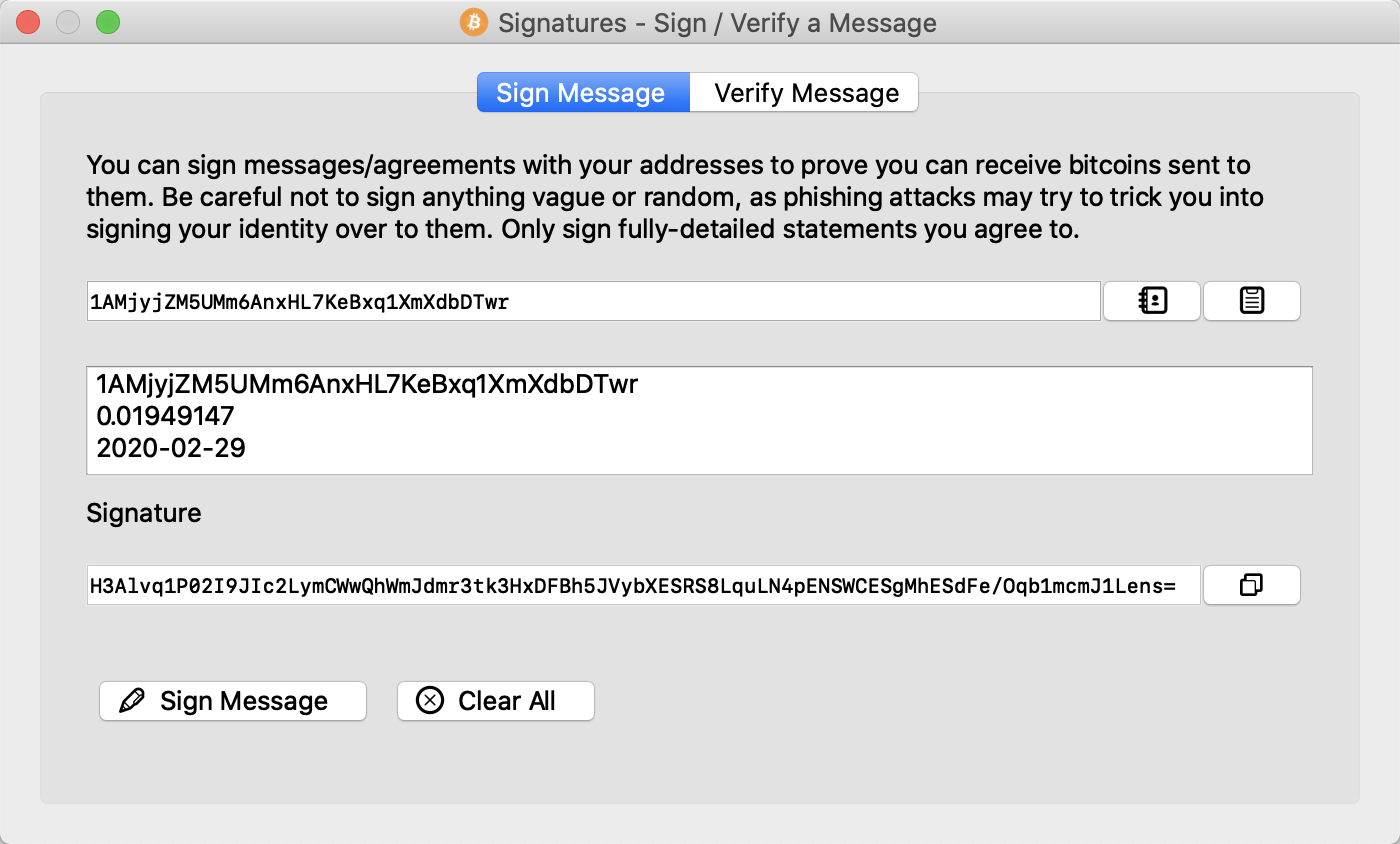 Signatures - Sign / Verify a Message
Sign Message
Verify Message
You can sign messages/agreements with your addresses to prove you can receive bitcoins sent to
them. Be careful not to sign anything vague or random, as phishing attacks may try to trick you into
signing your identity over to them. Only sign fully-detailed statements you agree to.
1AMjyjZM5UMm6AnxHL7KeBxq1XmXdbDTwr
1AMjyjZM5UMm6AnxHL7KeBxq1XmXdbDTwr
0.01949147
2020-02-29
Signature
H3Alvq1P02I9JIc2LymCWwQhWmJdmr3tk3HxDFBh5JVybXESRS8LquLN4pENSWCESgMhESdFe/Oqb1mcmJ1Lens=
Sign Message
Clear All